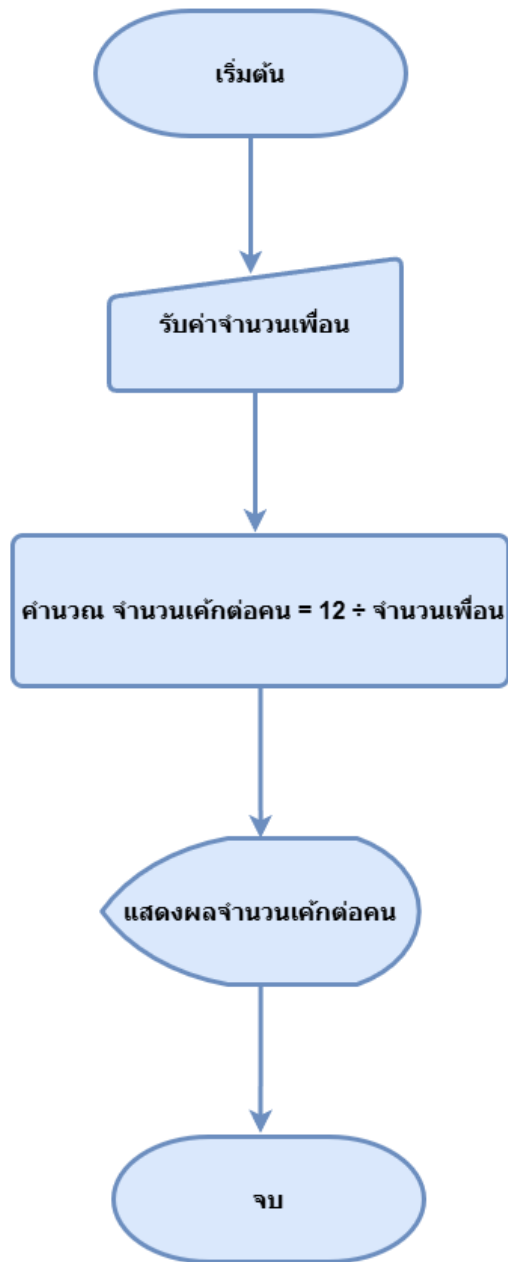 เริ่มต้น
รับค่าจำนวนเพื่อน
คำนวณ จำนวนเค้กต่อคน = 12 ÷ จำนวนเพื่อน
แสดงผลจำนวนเค้กต่อคน
จบ